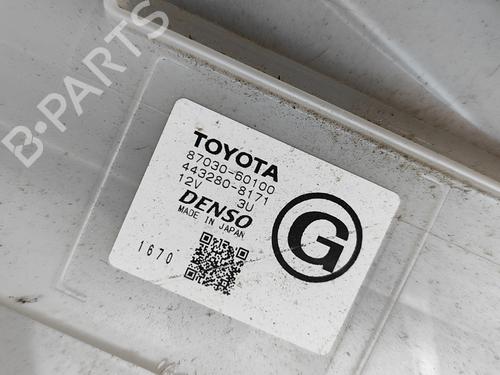 B-PARTS
TOYOTA
87030-60100
443280-8171
12V 3U
DENSO
MADE IN JAPAN
G
1670